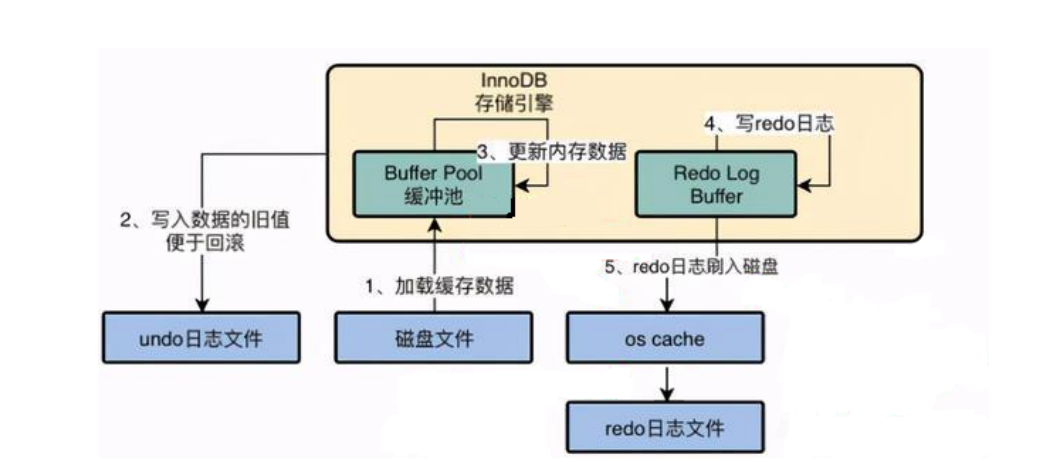 InnoDB
存储引擎
4、写redo日志
3、更新内存数据
Buffer Pool
缓冲池
Redo Log
Buffer
2、写入数据的旧值
便于回滚
5、redo日志刷入磁盘
1、加载缓存数据
undo日志文件
磁盘文件
os cache
redo日志文件